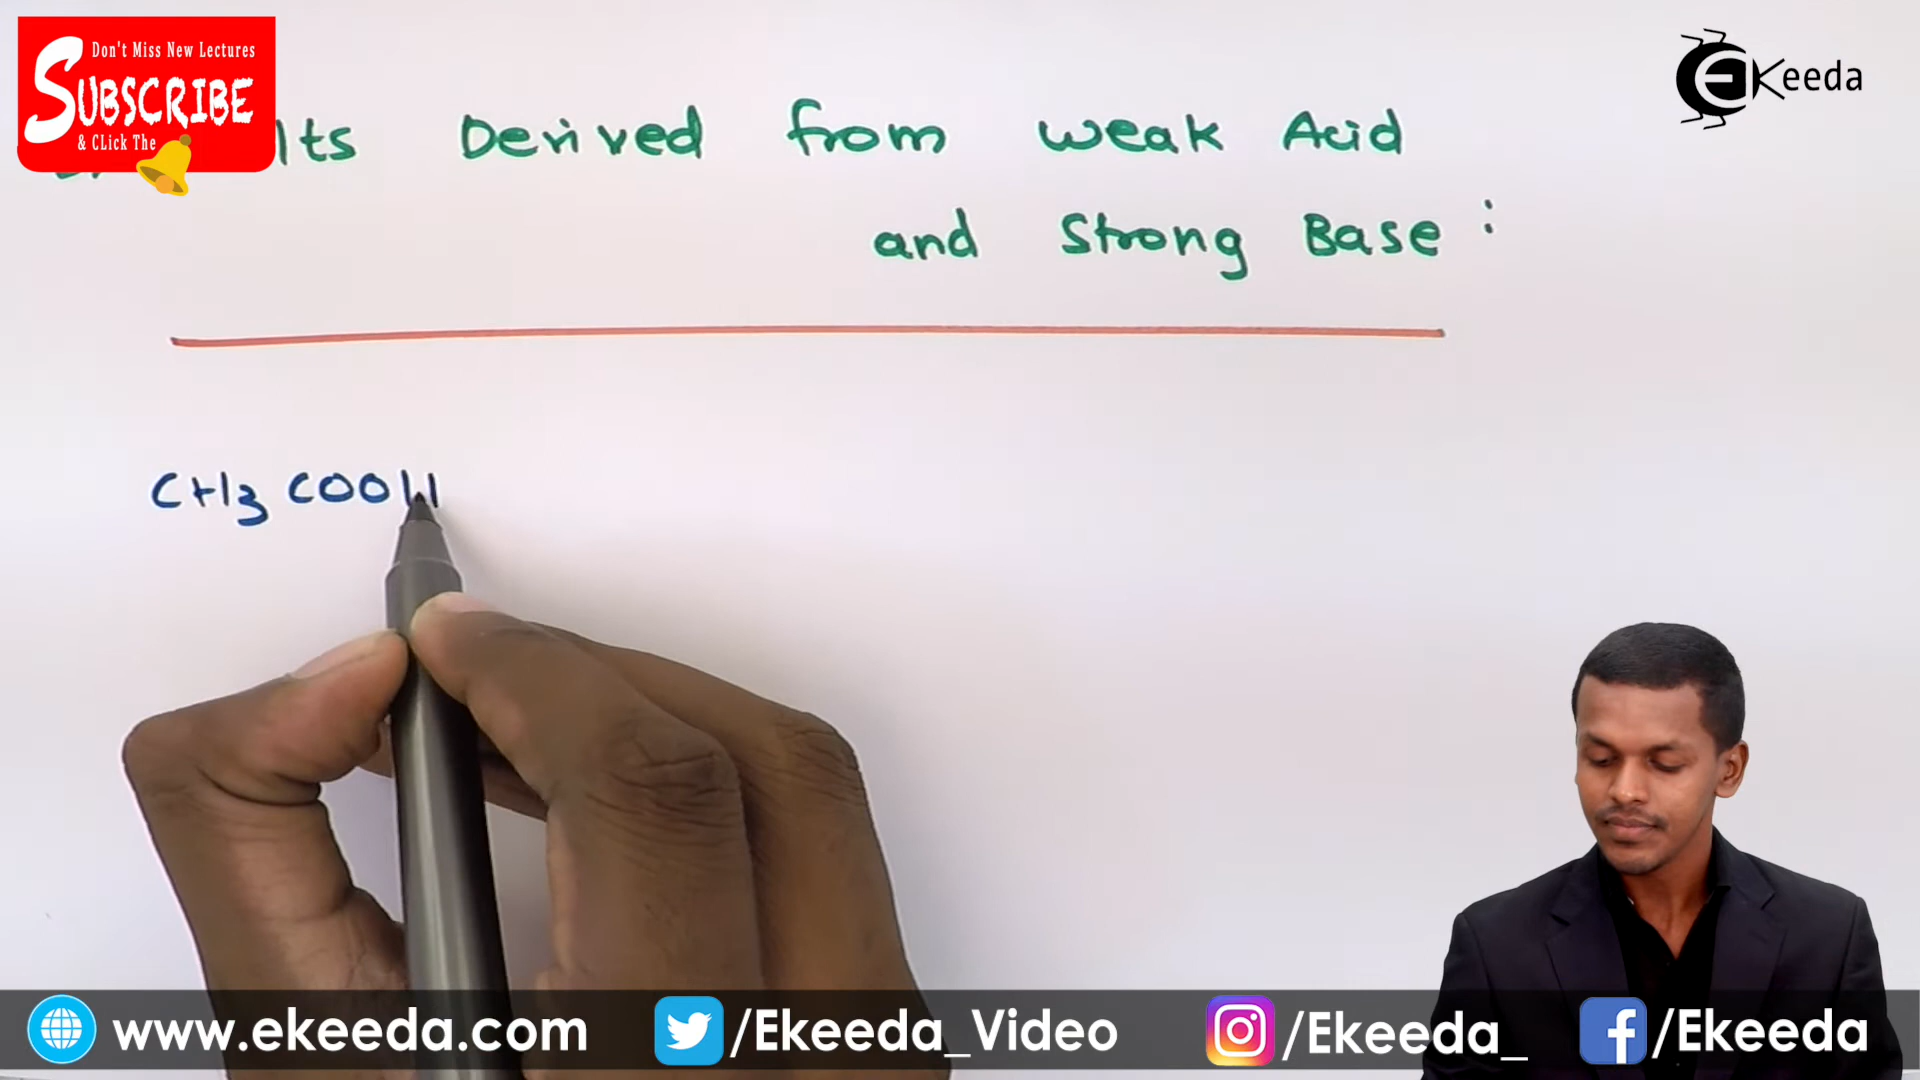 Don't Miss New Lectures
SUBSCRIBE
& CLick The
Ekeeda
lts Derived from weak Acid
and Strong Base :
CH3 COOH
www.ekeeda.com /Ekeeda_Video /Ekeeda_ /Ekeeda